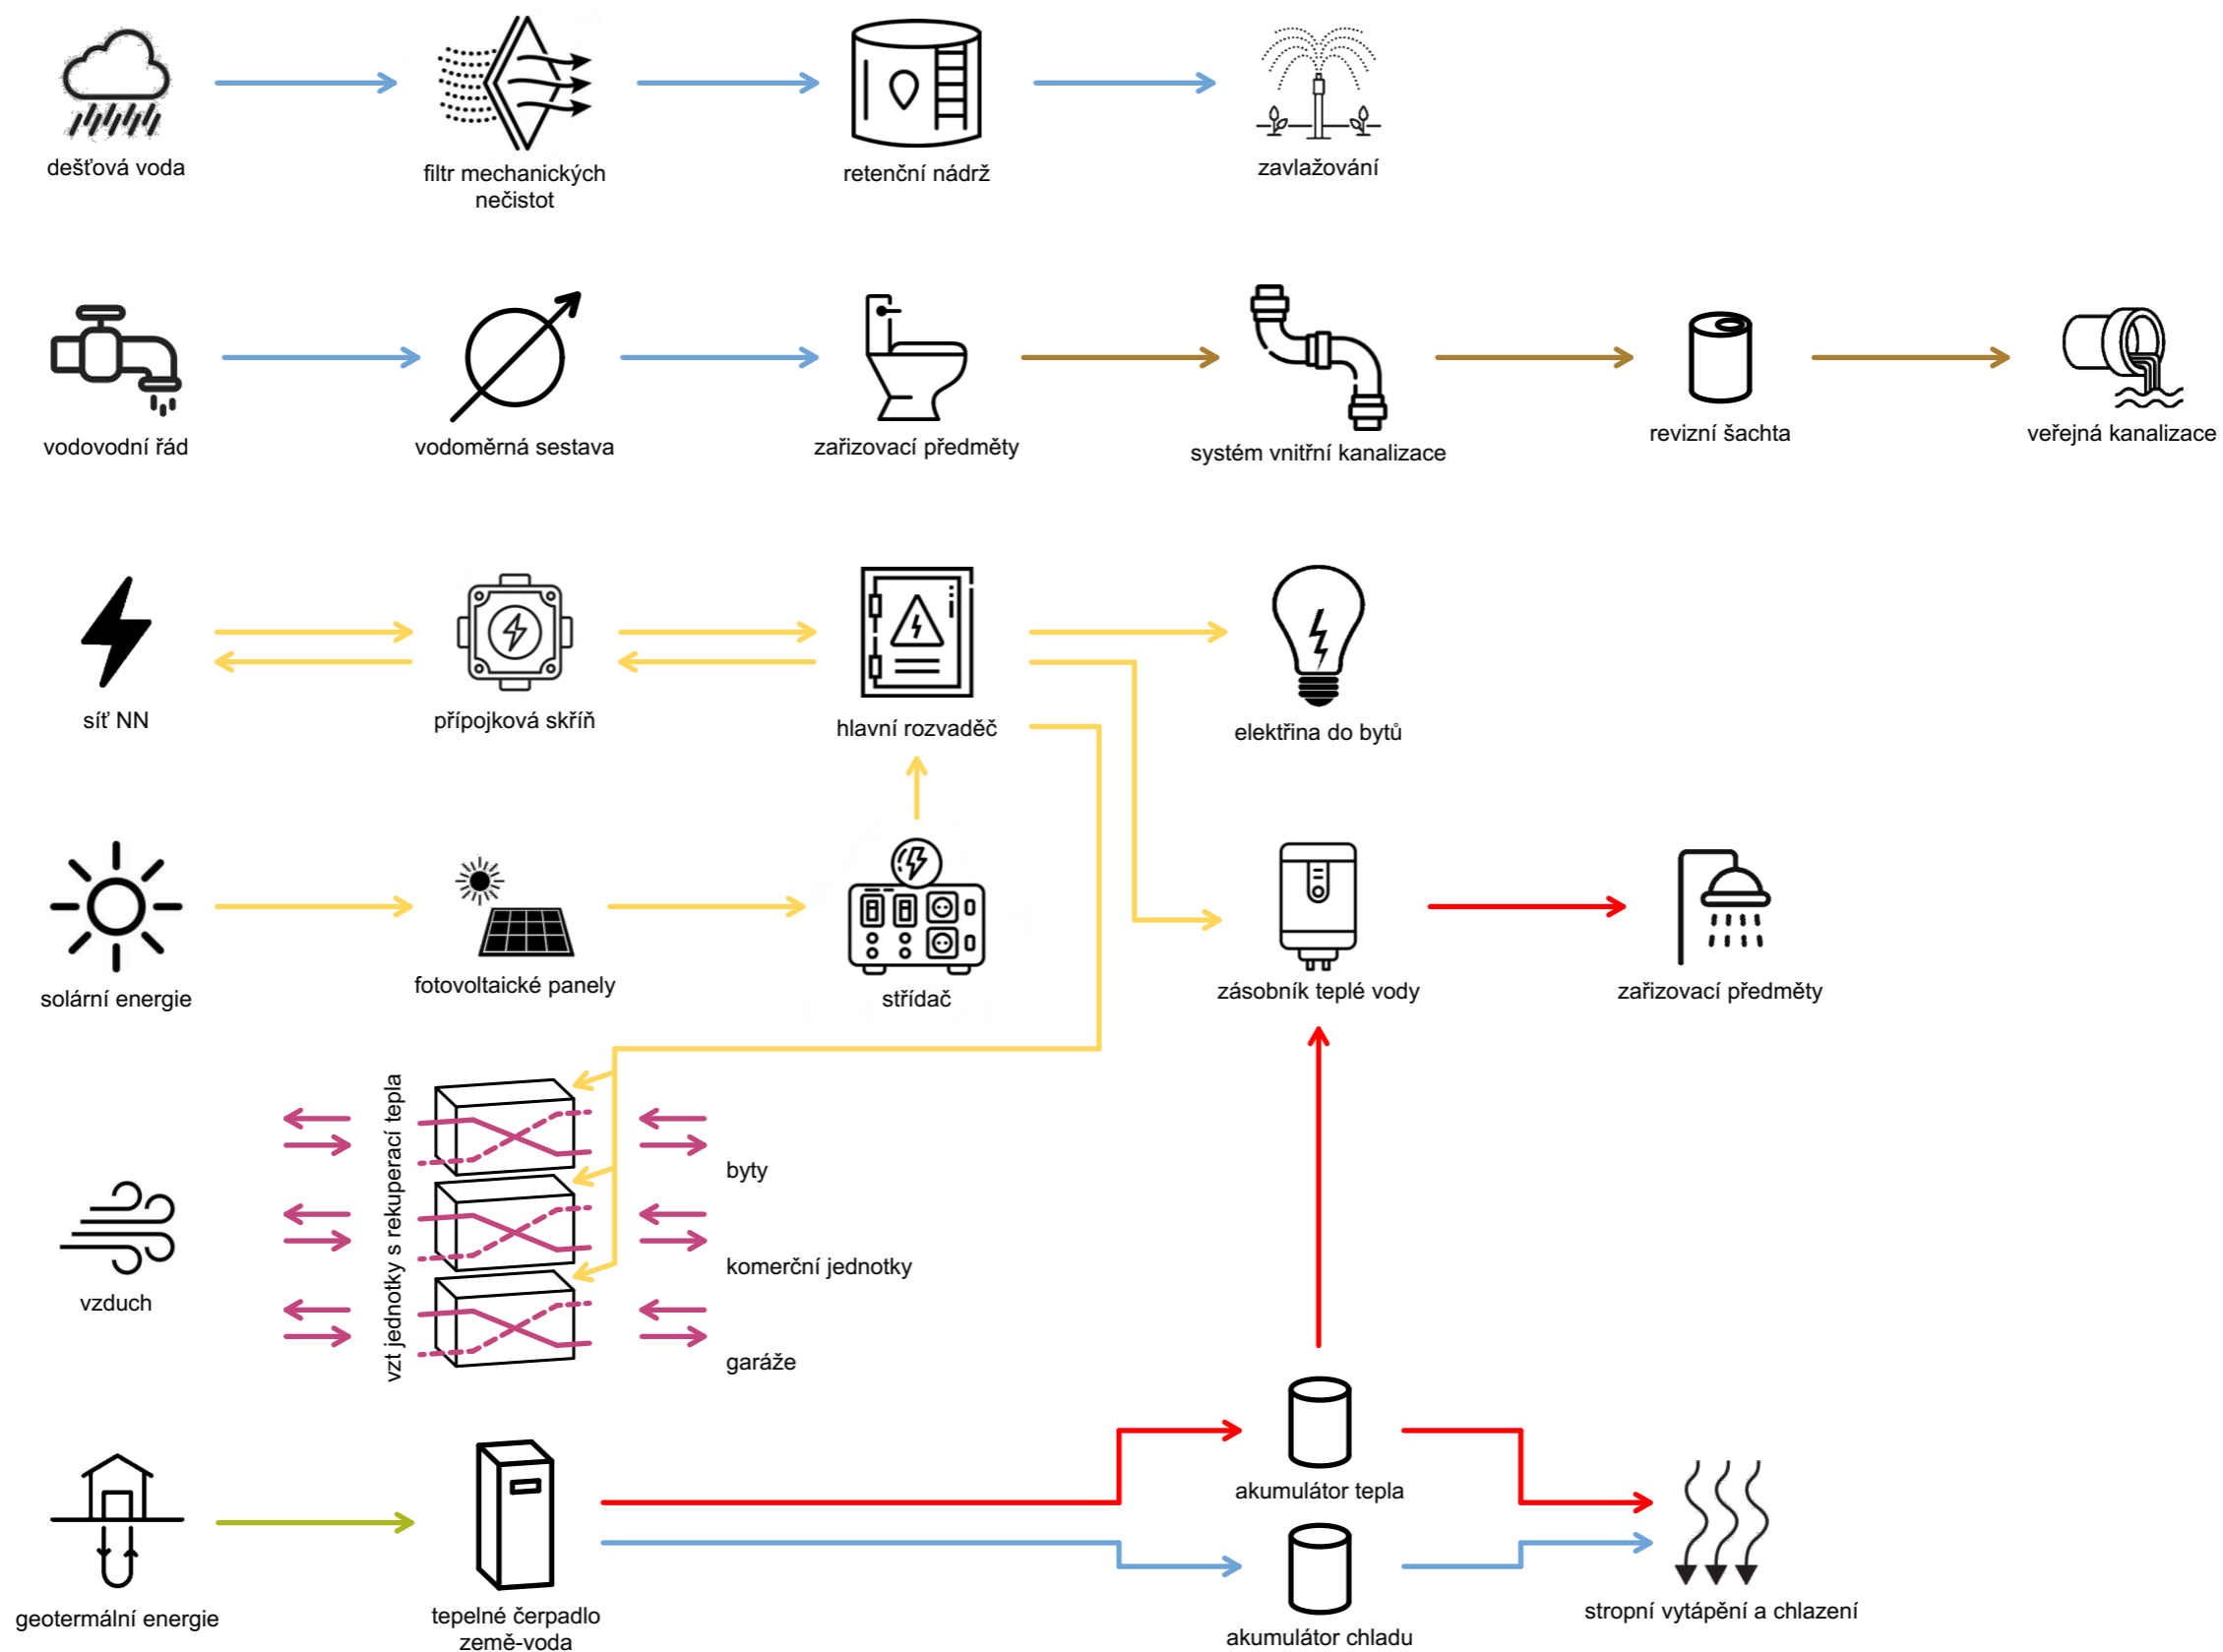 dešťová voda
filtr mechanických
nečistot
retenční nádrž
zavlažování
vodovodní řád
vodoměrná sestava
zařizovací předměty
systém vnitřní kanalizace
revizní šachta
veřejná kanalizace
síť NN
přípojková skříň
hlavní rozvaděč
elektřina do bytů
solární energie
fotovoltaické panely
střídač
zásobník teplé vody
zařizovací předměty
vzduch
vzt jednotky s rekuperací tepla
byty
komerční jednotky
garáže
geotermální energie
tepelné čerpadlo
země-voda
akumulátor tepla
akumulátor chladu
stropní vytápění a chlazení